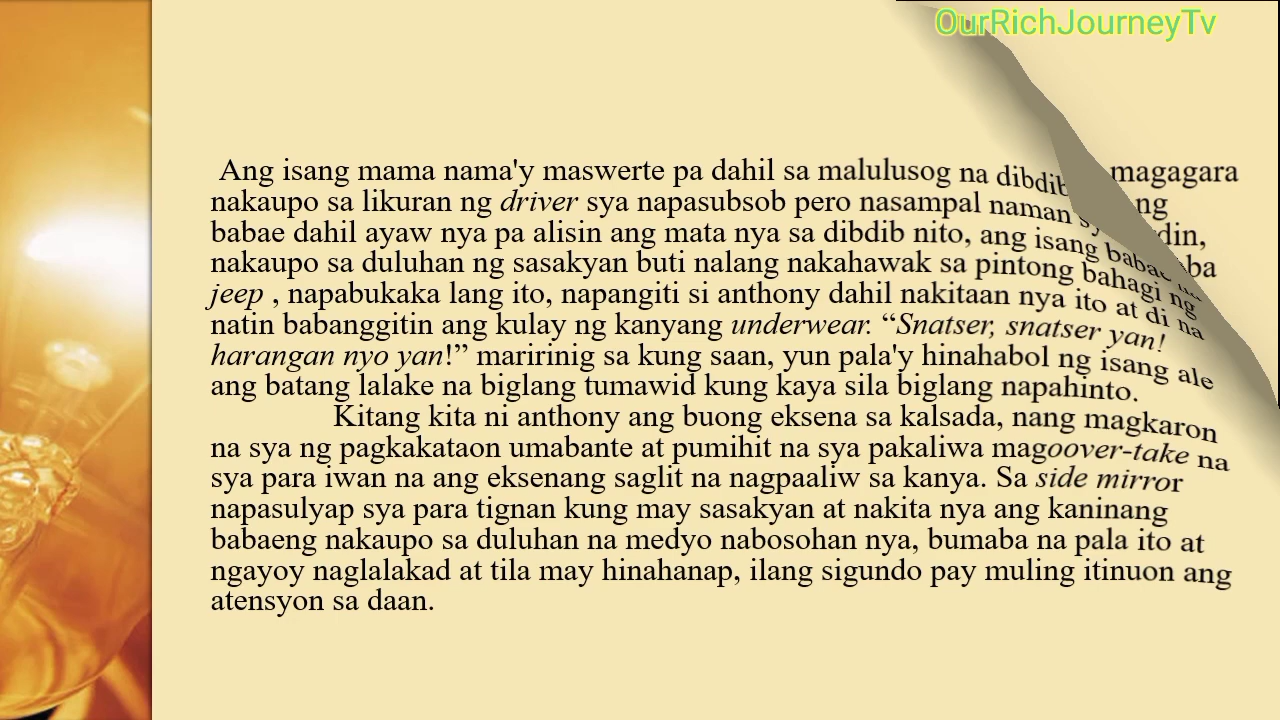 OurRichJourneyTv
Ang isang mama nama'y maswerte pa dahil sa malulusog na magagara
nakaupo sa likuran ng driver sya napasubsob pero nasampal naman ng
babae dahil ayaw nya pa alisin ang mata nya sa dibdib nito, ang isang
nakaupo sa duluhan ng sasakyan buti nalang nakahawak sa pintong bahagi ng
jeep , napabukaka lang ito, napangiti si anthony dahil nakitaan nya ito at di na
natin babanggitin ang kulay ng kanyang underwear. “Snatser, snatser yan!
harangan nyo yan!” maririnig sa kung saan, yun pala'y hinahabol ng isang ale
ang batang lalake na biglang tumawid kung kaya sila biglang napahinto.
Kitang kita ni anthony ang buong eksena sa kalsada, nang magkaron
na sya ng pagkakataon umabante at pumihit na sya pakaliwa magoover-take na
sya para iwan na ang eksenang saglit na nagpaaliw sa kanya. Sa side mirror
napasulyap sya para tignan kung may sasakyan at nakita nya ang kaninang
babaeng nakaupo sa duluhan na medyo nabosohan nya, bumaba na pala ito at
ngayoy naglalakad at tila may hinahanap, ilang sigundo pay muling itinuon ang
atensyon sa daan.